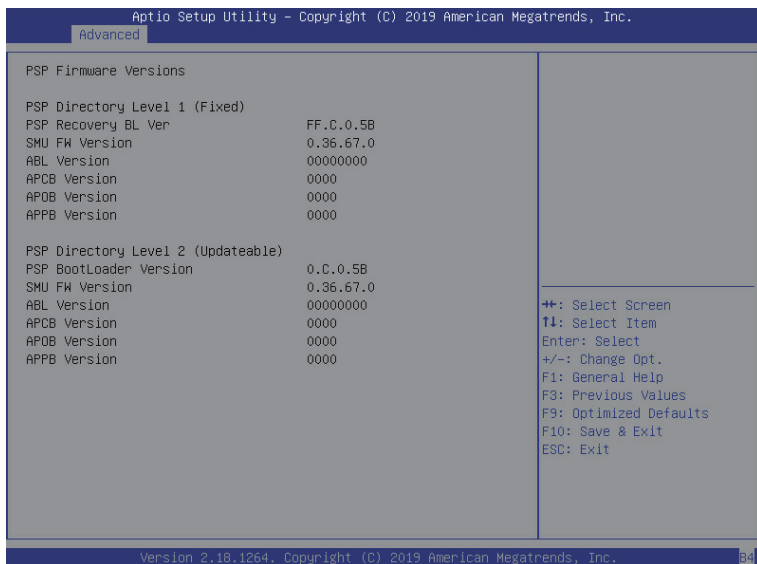 Aptio Setup Utility – Copyright (C) 2019 American Megatrends, Inc.
Advanced
PSP Firmware Versions
PSP Directory Level 1 (Fixed)
PSP Recovery BL Ver FF.C.0.5B
SMU FW Version 0.36.67.0
ABL Version 00000000
APCB Version 0000
APOB Version 0000
APPB Version 0000
PSP Directory Level 2 (Updateable)
PSP BootLoader Version 0.C.0.5B
SMU FW Version 0.36.67.0
ABL Version 00000000
APCB Version 0000
APOB Version 0000
APPB Version 0000
→←: Select Screen
↑↓: Select Item
Enter: Select
+/-: Change Opt.
F1: General Help
F3: Previous Values
F9: Optimized Defaults
F10: Save & Exit
ESC: Exit
Version 2.18.1264. Copyright (C) 2019 American Megatrends, Inc.
B4